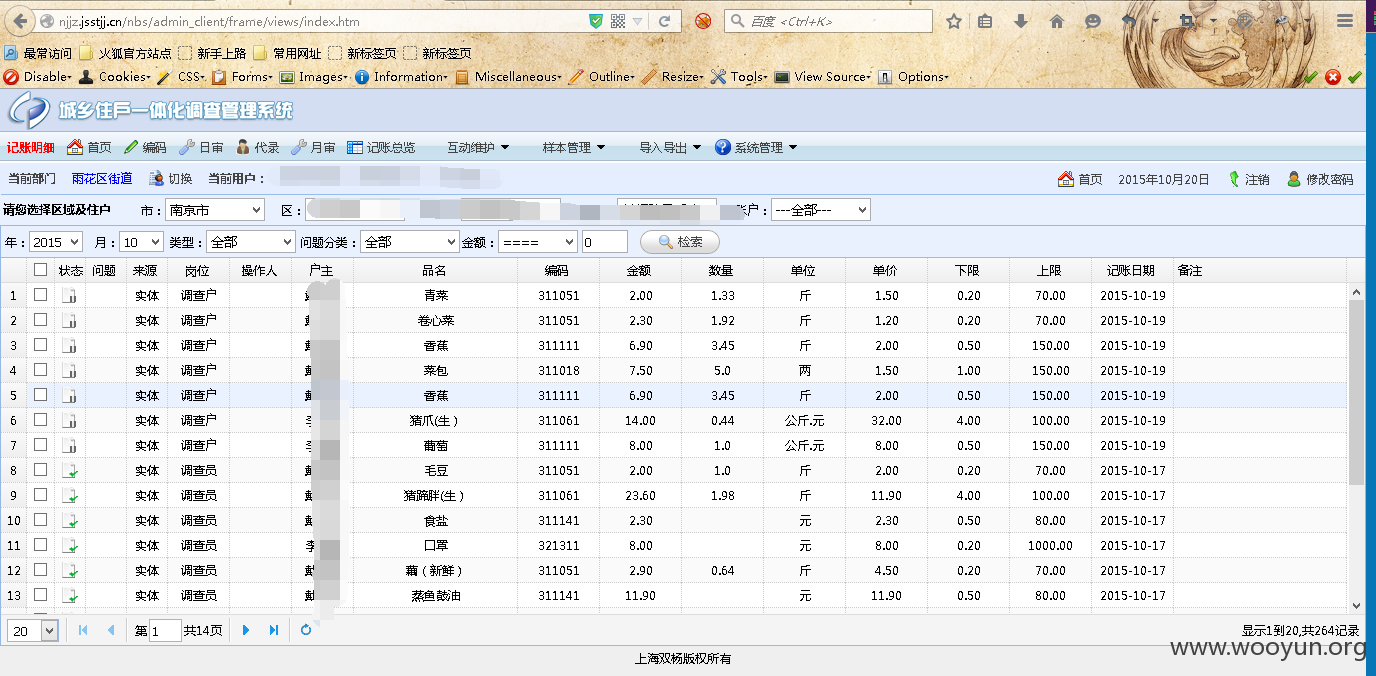 njjz.jsstjj.cn/nbs/admin_client/frame/views/index.htm 百度 <Ctrl+K>
最常访问 火狐官方站点 新手上路 常用网址 新标签页 新标签页
Disable Cookies CSS Forms Images Information Miscellaneous Outline Resize Tools View Source Options
城乡住户一体化调查管理系统
记账明细 首页 编码 日审 代录 月审 记账总览 互动维护 样本管理 导入导出 系统管理
当前部门 雨花区街道 切换 当前用户： 首页 2015年10月20日 注销 修改密码
请您选择区域及住户 市： 南京市 区： 账户： ---全部---
年： 2015 月： 10 类型： 全部 问题分类： 全部 金额： ==== 0 检索
状态 问题 来源 岗位 操作人 户主 品名 编码 金额 数量 单位 单价 下限 上限 记账日期 备注
1 实体 调查户 青菜 311051 2.00 1.33 斤 1.50 0.20 70.00 2015-10-19
2 实体 调查户 卷心菜 311051 2.30 1.92 斤 1.20 0.20 70.00 2015-10-19
3 实体 调查户 香蕉 311111 6.90 3.45 斤 2.00 0.50 150.00 2015-10-19
4 实体 调查户 菜包 311018 7.50 5.0 两 1.50 1.00 150.00 2015-10-19
5 实体 调查户 香蕉 311111 6.90 3.45 斤 2.00 0.50 150.00 2015-10-19
6 实体 调查户 李 猪爪(生） 311061 14.00 0.44 公斤.元 32.00 4.00 100.00 2015-10-19
7 实体 调查户 李 葡萄 311111 8.00 1.0 公斤.元 8.00 0.50 150.00 2015-10-19
8 实体 调查员 毛豆 311051 2.00 1.0 斤 2.00 0.20 70.00 2015-10-17
9 实体 调查员 猪蹄膀(生） 311061 23.60 1.98 斤 11.90 4.00 100.00 2015-10-17
10 实体 调查员 食盐 311141 2.30 元 2.30 0.50 80.00 2015-10-17
11 实体 调查员 李 口罩 321311 8.00 元 8.00 0.20 1000.00 2015-10-17
12 实体 调查员 藕（新鲜） 311051 2.90 0.64 斤 4.50 0.20 70.00 2015-10-17
13 实体 调查员 蒸鱼鼓油 311141 11.90 元 11.90 0.50 80.00 2015-10-17
20 第 1 共14页 显示1到20,共264记录
www.wooyun.org
上海双杨版权所有